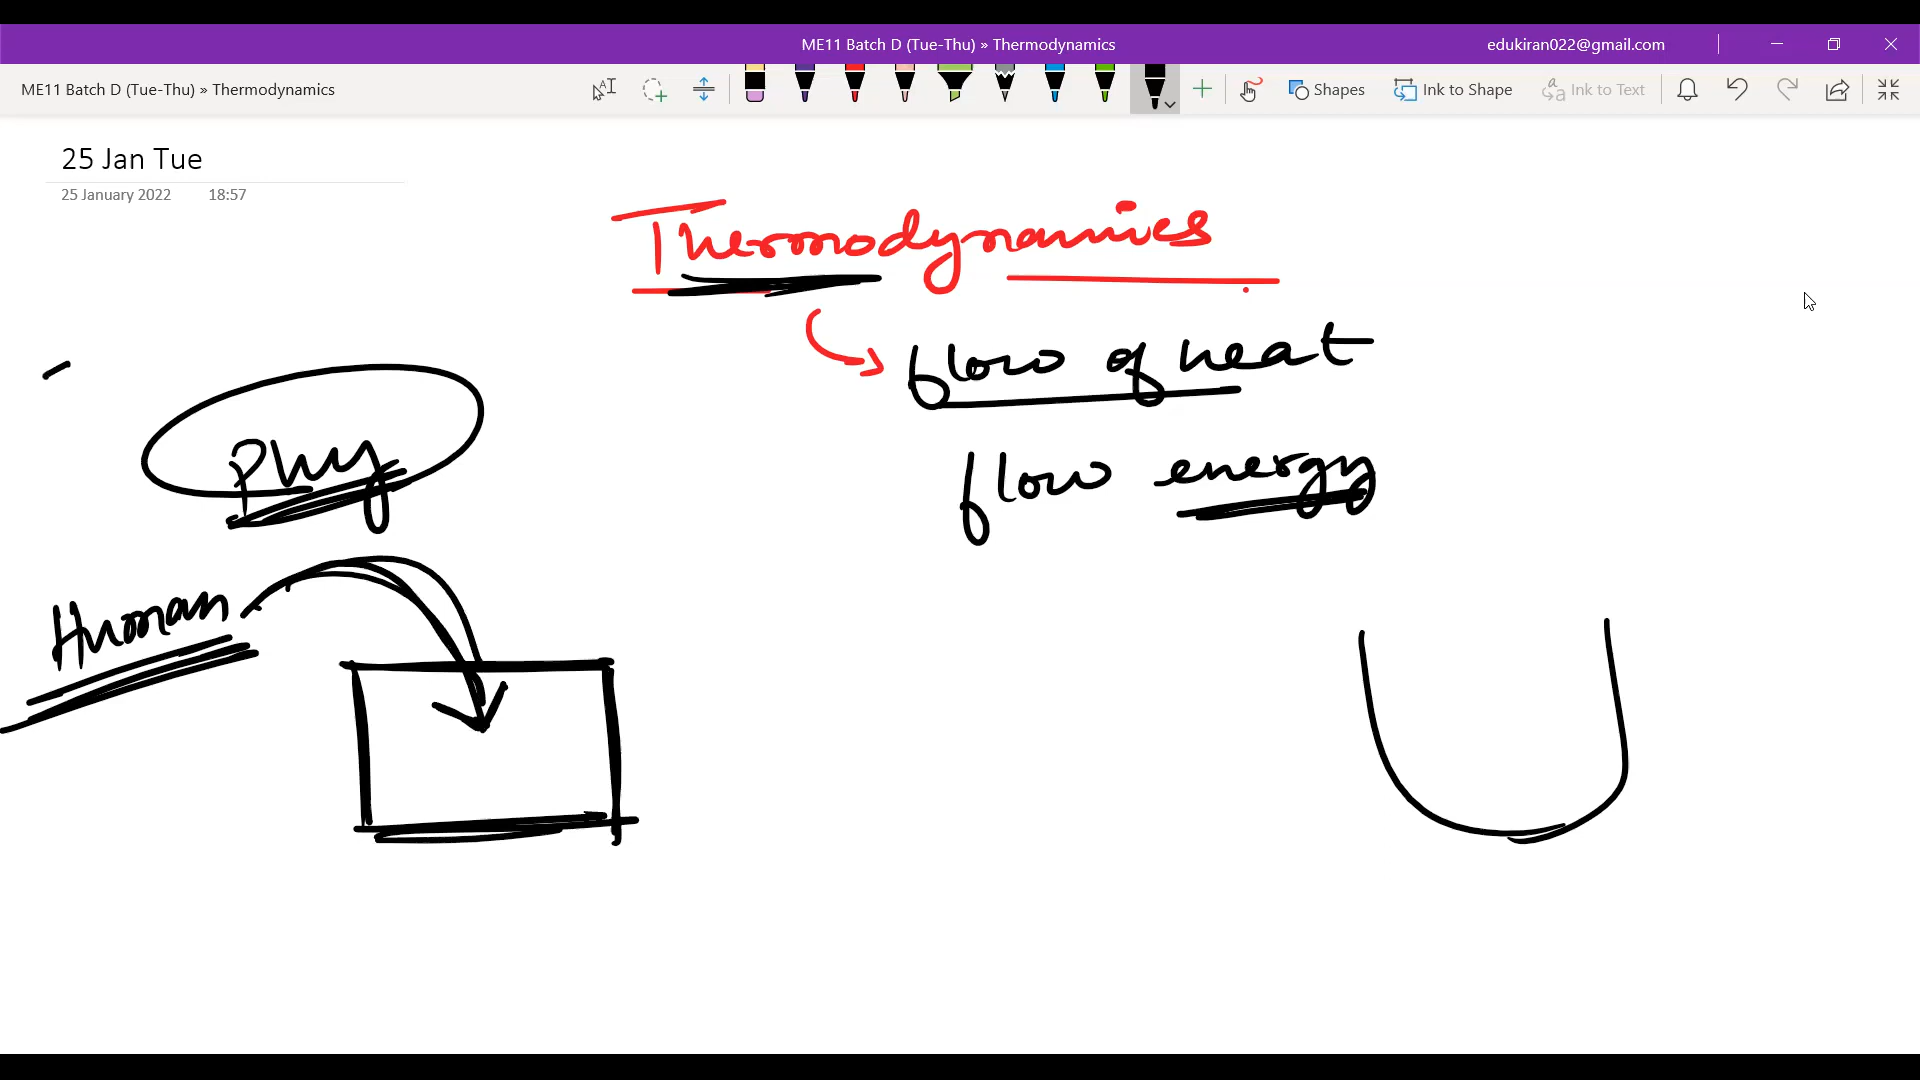 ME11 Batch D (Tue-Thu) » Thermodynamics
edukiran022@gmail.com
ME11 Batch D (Tue-Thu) » Thermodynamics
Shapes
Ink to Shape
Ink to Text
25 Jan Tue
25 January 2022 18:57
Thermodynamics
flow of heat
phy
flow energy
Human